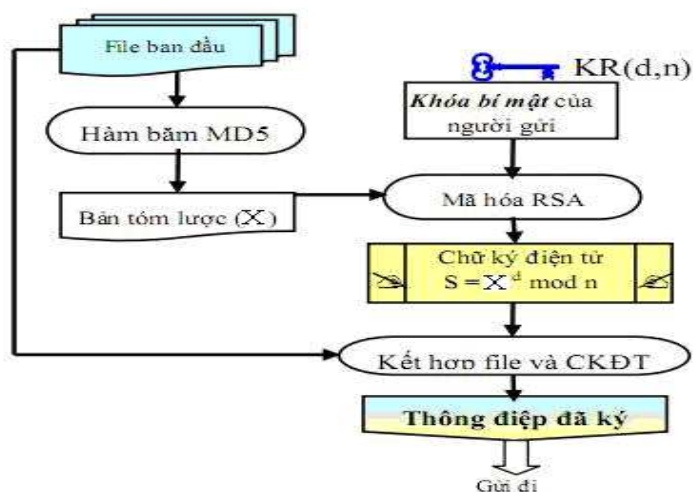 File ban đầu
KR(d,n)
Khóa bí mật của
người gửi
Hàm băm MD5
Bản tóm lược (X)
Mã hóa RSA
Chữ ký điện tử
S = X^d mod n
Kết hợp file và CKĐT
Thông điệp đã ký
Gửi đi